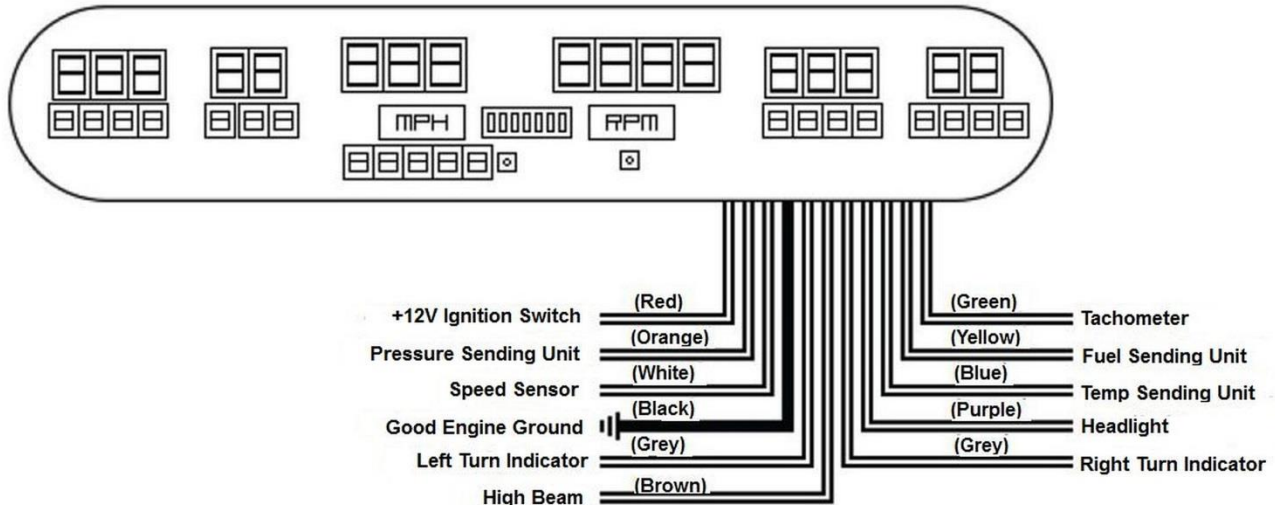 MPH
RPM
+12V Ignition Switch
(Red)
(Green)
Tachometer
Pressure Sending Unit
(Orange)
(Yellow)
Fuel Sending Unit
Speed Sensor
(White)
(Blue)
Temp Sending Unit
Good Engine Ground
(Black)
(Purple)
Headlight
Left Turn Indicator
(Grey)
(Grey)
Right Turn Indicator
High Beam
(Brown)